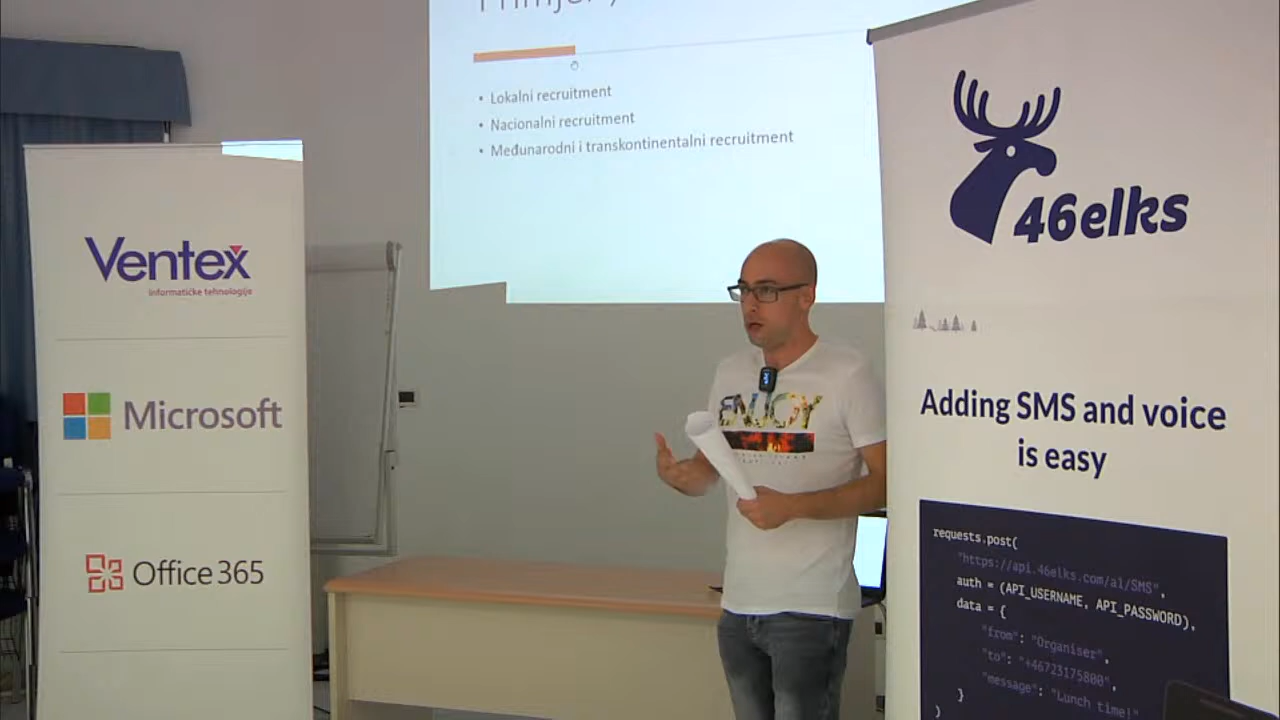 Lokalni recruitment
Nacionalni recruitment
Međunarodni i transkontinentalni recruitment
Ventex
informatičke tehnologije
Microsoft
Office 365
46elks
Adding SMS and voice
is easy
requests.post(
"https://api.46elks.com/a1/SMS",
auth = (API_USERNAME, API_PASSWORD),
data = {
"from": "Organiser",
"to": "+46723175800",
"message": "Lunch time!"
}
)
ENJOY